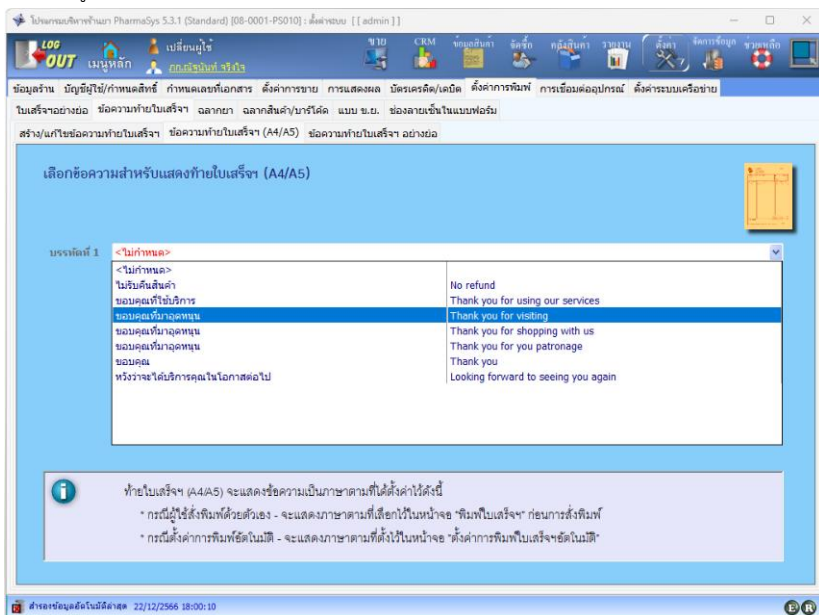 โปรแกรมบริหารร้านยา PharmaSys 5.3.1 (Standard) [08-0001-PS010] : ตั้งค่าระบบ [ [ admin ] ]
LOG OUT เมนูหลัก เปลี่ยนผู้ใช้ ขาย CRM ข้อมูลสินค้า จัดซื้อ คลังสินค้า รายงาน ตั้งค่า จัดการข้อมูล ช่วยเหลือ
ข้อมูลร้าน บัญชีผู้ใช้/กำหนดสิทธิ์ กำหนดเลขที่เอกสาร ตั้งค่าการขาย การแสดงผล บัตรเครดิต/เดบิต ตั้งค่าการพิมพ์ การเชื่อมต่ออุปกรณ์ ตั้งค่าระบบเครือข่าย
ใบเสร็จฯอย่างย่อ ข้อความท้ายใบเสร็จฯ ฉลากยา ฉลากสินค้า/บาร์โค้ด แบบ ข.ย. ช่องลายเซ็นในแบบฟอร์ม
สร้าง/แก้ไขข้อความท้ายใบเสร็จฯ ข้อความท้ายใบเสร็จฯ (A4/A5) ข้อความท้ายใบเสร็จฯ อย่างย่อ
เลือกข้อความสำหรับแสดงท้ายใบเสร็จฯ (A4/A5)
บรรทัดที่ 1 <ไม่กำหนด>
<ไม่กำหนด>
ไม่รับคืนสินค้า No refund
ขอบคุณที่ใช้บริการ Thank you for using our services
ขอบคุณที่มาอุดหนุน Thank you for visiting
ขอบคุณที่มาอุดหนุน Thank you for shopping with us
ขอบคุณที่มาอุดหนุน Thank you for you patronage
ขอบคุณ Thank you
หวังว่าจะได้บริการคุณในโอกาสต่อไป Looking forward to seeing you again
ท้ายใบเสร็จฯ (A4/A5) จะแสดงข้อความเป็นภาษาตามที่ได้ตั้งค่าไว้ดังนี้
* กรณีผู้ใช้สั่งพิมพ์ด้วยตัวเอง - จะแสดงภาษาตามที่เลือกไว้ในหน้าจอ "พิมพ์ใบเสร็จฯ" ก่อนการสั่งพิมพ์
* กรณีตั้งค่าการพิมพ์อัตโนมัติ - จะแสดงภาษาตามที่ตั้งไว้ในหน้าจอ "ตั้งค่าการพิมพ์ใบเสร็จฯอัตโนมัติ"
สำรองข้อมูลอัตโนมัติล่าสุด 22/12/2566 18:00:10 E R